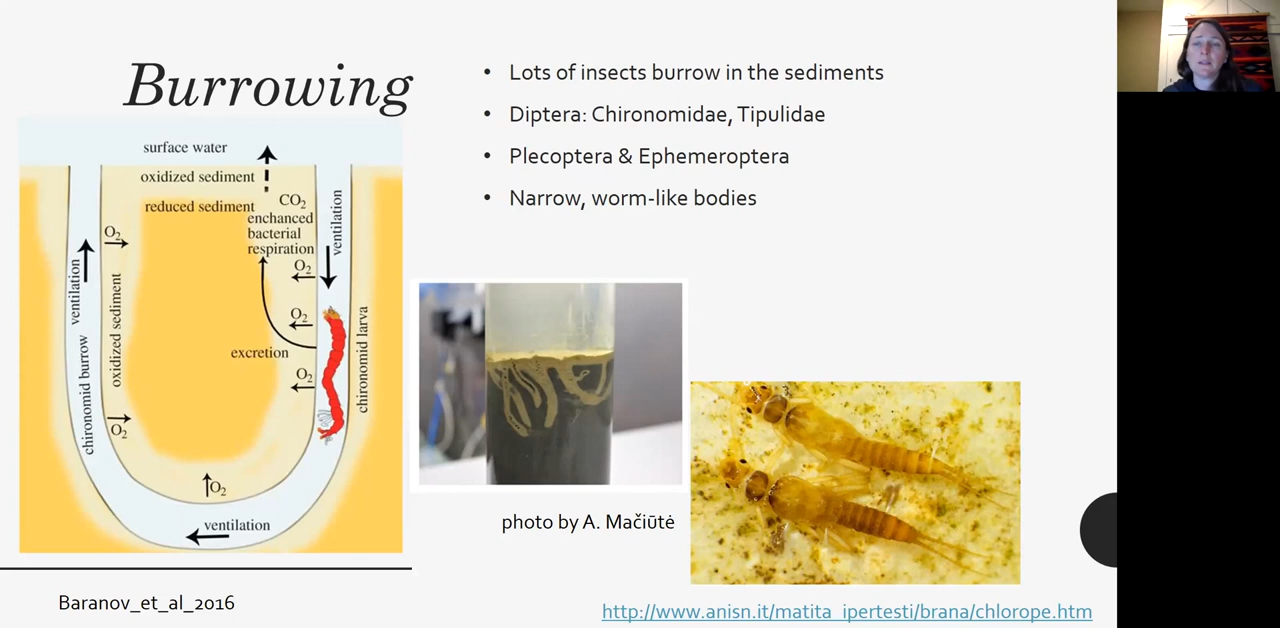 Burrowing
• Lots of insects burrow in the sediments
• Diptera: Chironomidae, Tipulidae
• Plecoptera & Ephemeroptera
• Narrow, worm-like bodies
surface water
oxidized sediment
reduced sediment
CO2
enchanced
bacterial
respiration
ventilation
O2
O2
O2
O2
O2
O2
excretion
chironomid larva
ventilation
chironomid burrow
oxidized sediment
ventilation
Baranov_et_al_2016
photo by A. Mačiūtė
http://www.anisn.it/matita_ipertesti/brana/chlorope.htm